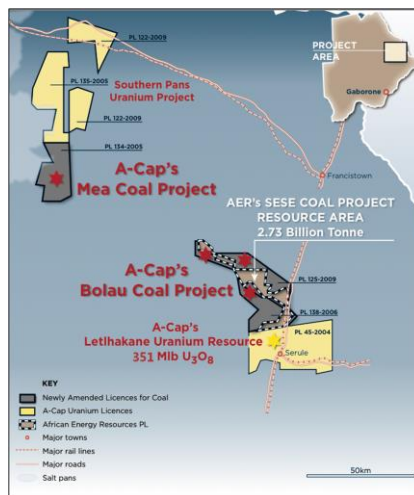 PL 122-2009
PROJECT
AREA
Gaborone
PL 135-2005
Southern Pans
Uranium Project
PL 122-2009
PL 134-2005
A-Cap's
Mea Coal Project
Francistown
AER's SESE COAL PROJECT
RESOURCE AREA
2.73 Billion Tonne
A-Cap's
Bolau Coal Project
PL 125-2009
PL 138-2006
A-Cap's
Letlhakane Uranium Resource
351 Mlb U₃O₈
PL 45-2004
Serule
KEY
Newly Amended Licences for Coal
A-Cap Uranium Licences
African Energy Resources PL
Major towns
Major rail lines
Major roads
Salt pans
50km